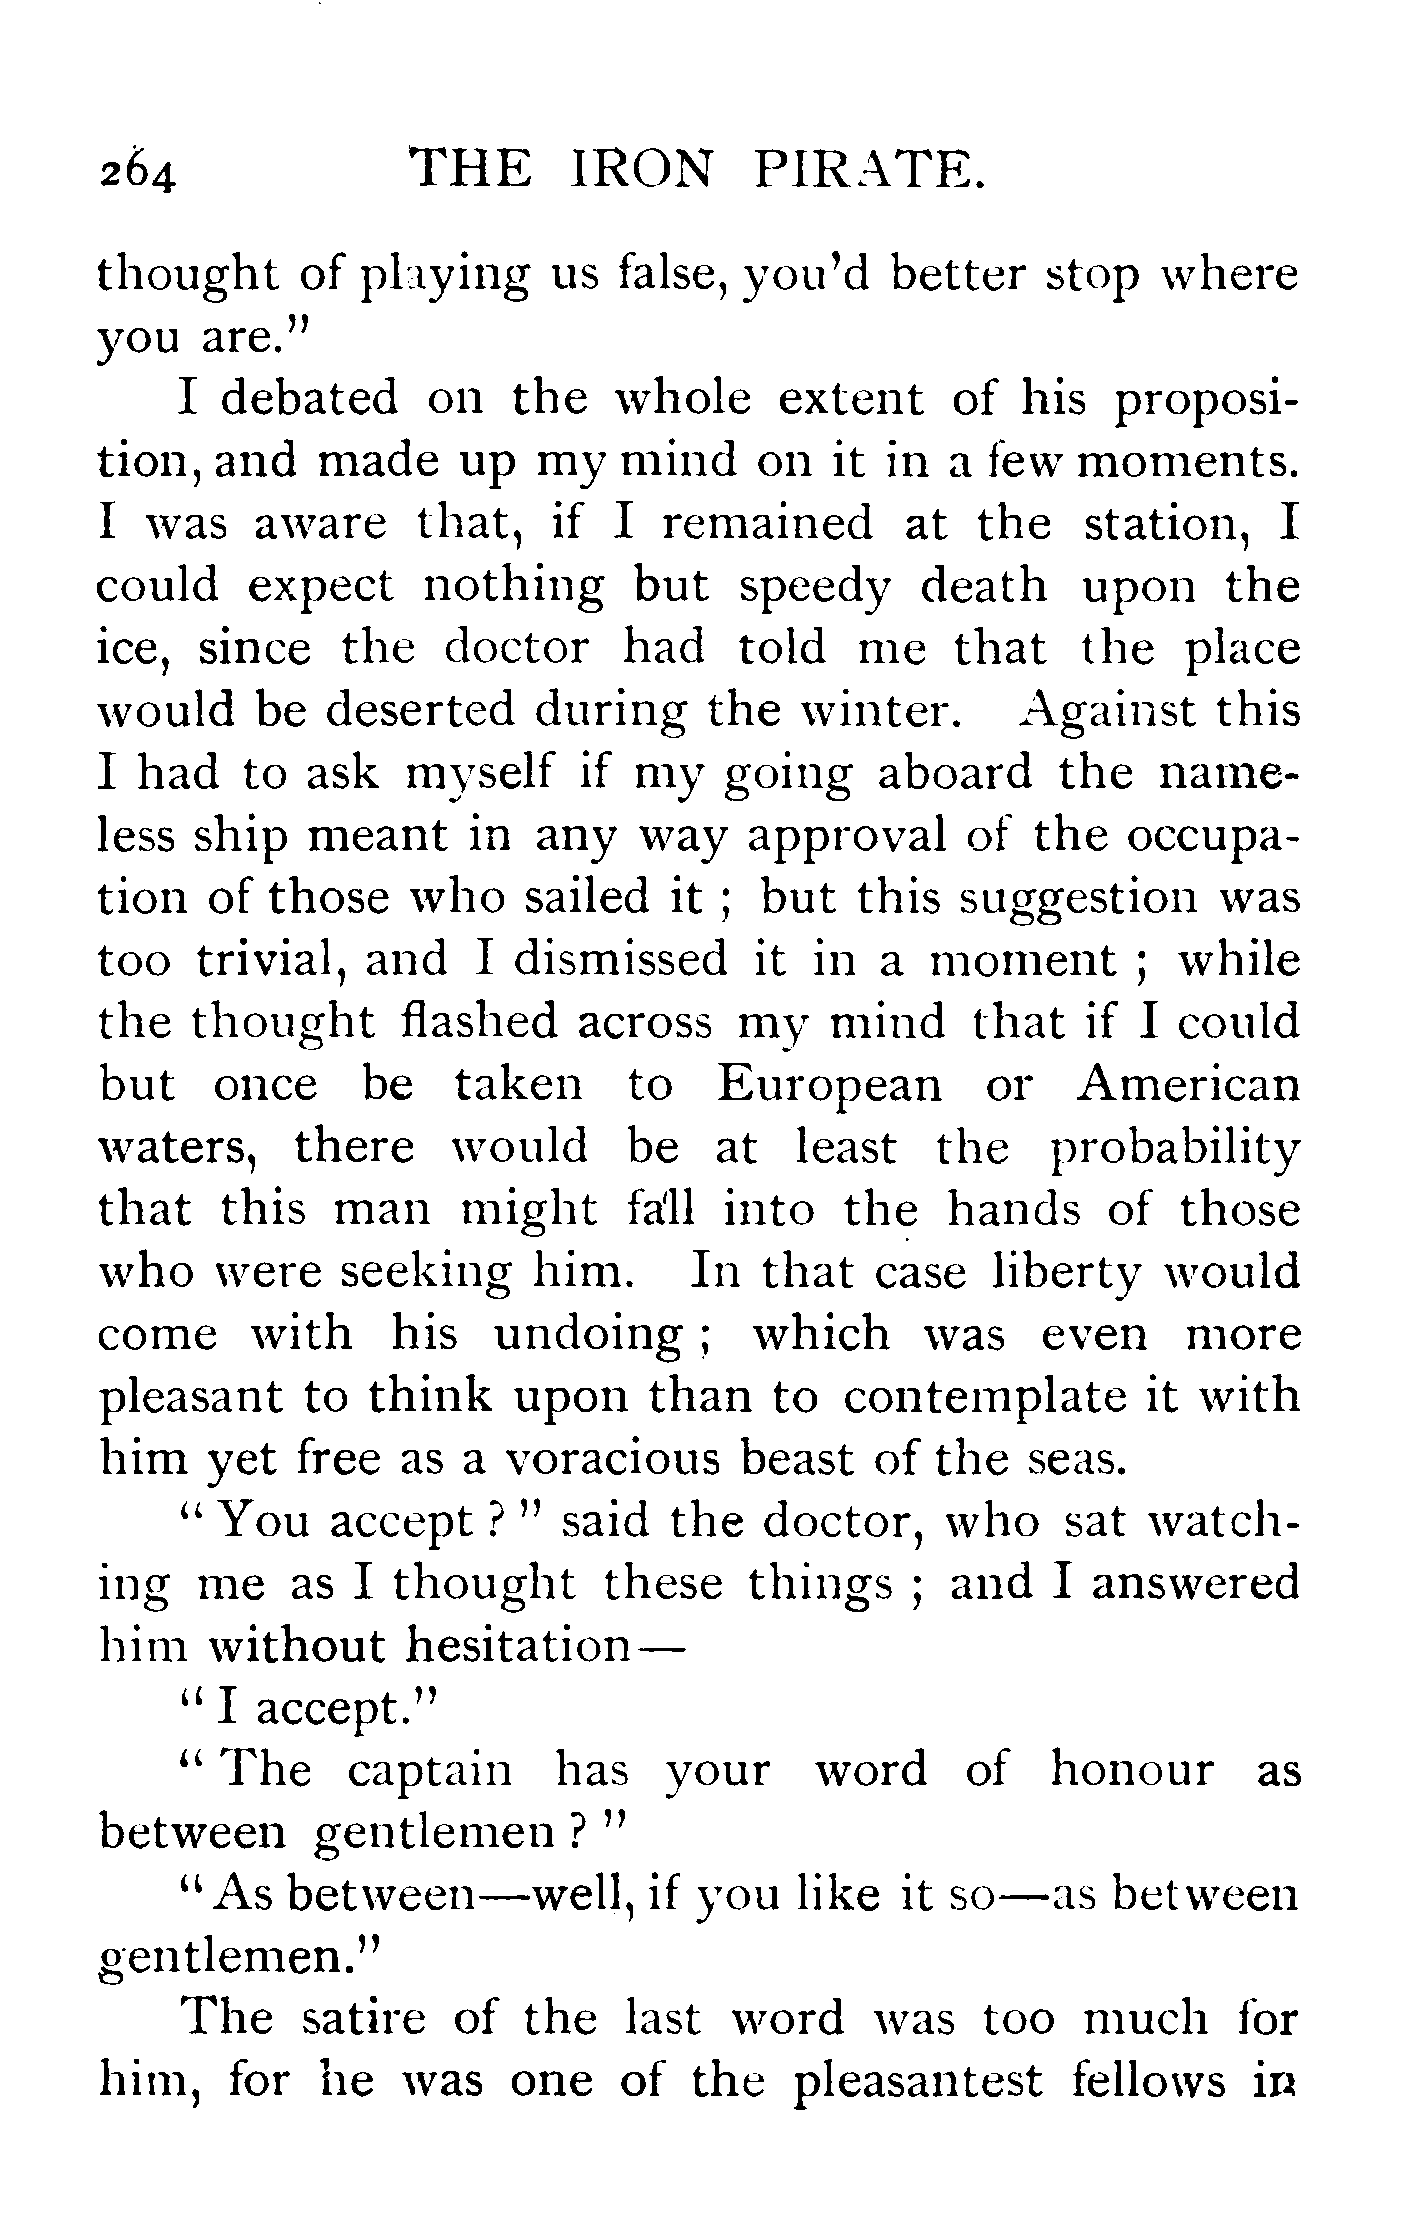 264 THE IRON PIRATE.
thought of playing us false, you'd better stop where
you are."
I debated on the whole extent of his proposi-
tion, and made up my mind on it in a few moments.
I was aware that, if I remained at the station, I
could expect nothing but speedy death upon the
ice, since the doctor had told me that the place
would be deserted during the winter. Against this
I had to ask myself if my going aboard the name-
less ship meant in any way approval of the occupa-
tion of those who sailed it ; but this suggestion was
too trivial, and I dismissed it in a moment ; while
the thought flashed across my mind that if I could
but once be taken to European or American
waters, there would be at least the probability
that this man might fall into the hands of those
who were seeking him. In that case liberty would
come with his undoing ; which was even more
pleasant to think upon than to contemplate it with
him yet free as a voracious beast of the seas.
" You accept ? " said the doctor, who sat watch-
ing me as I thought these things ; and I answered
him without hesitation—
" I accept."
" The captain has your word of honour as
between gentlemen ? "
" As between—well, if you like it so—as between
gentlemen."
The satire of the last word was too much for
him, for he was one of the pleasantest fellows in